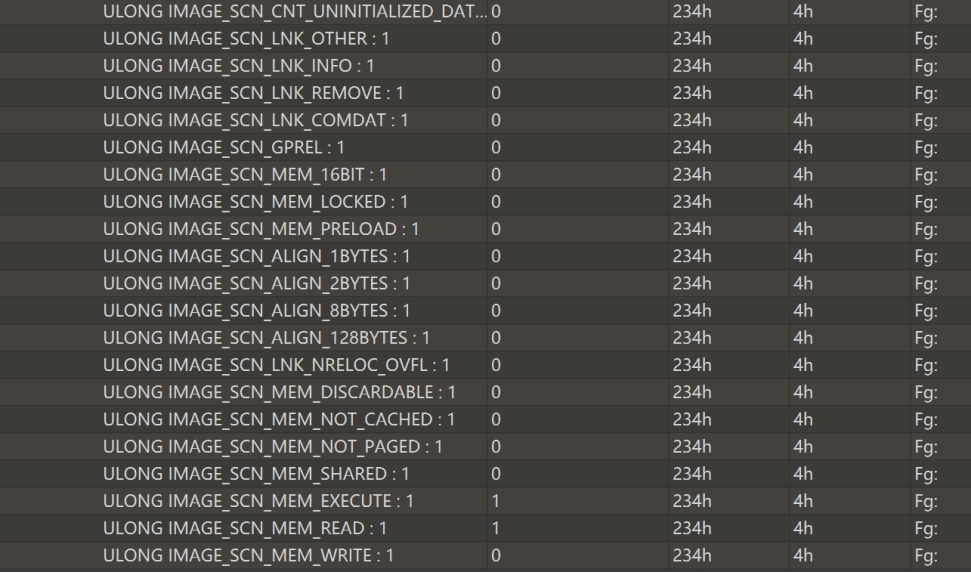 ULONG IMAGE_SCN_CNT_UNINITIALIZED_DAT... 0 234h 4h Fg:
ULONG IMAGE_SCN_LNK_OTHER : 1 0 234h 4h Fg:
ULONG IMAGE_SCN_LNK_INFO : 1 0 234h 4h Fg:
ULONG IMAGE_SCN_LNK_REMOVE : 1 0 234h 4h Fg:
ULONG IMAGE_SCN_LNK_COMDAT : 1 0 234h 4h Fg:
ULONG IMAGE_SCN_GPREL : 1 0 234h 4h Fg:
ULONG IMAGE_SCN_MEM_16BIT : 1 0 234h 4h Fg:
ULONG IMAGE_SCN_MEM_LOCKED : 1 0 234h 4h Fg:
ULONG IMAGE_SCN_MEM_PRELOAD : 1 0 234h 4h Fg:
ULONG IMAGE_SCN_ALIGN_1BYTES : 1 0 234h 4h Fg:
ULONG IMAGE_SCN_ALIGN_2BYTES : 1 0 234h 4h Fg:
ULONG IMAGE_SCN_ALIGN_8BYTES : 1 0 234h 4h Fg:
ULONG IMAGE_SCN_ALIGN_128BYTES : 1 0 234h 4h Fg:
ULONG IMAGE_SCN_LNK_NRELOC_OVFL : 1 0 234h 4h Fg:
ULONG IMAGE_SCN_MEM_DISCARDABLE : 1 0 234h 4h Fg:
ULONG IMAGE_SCN_MEM_NOT_CACHED : 1 0 234h 4h Fg:
ULONG IMAGE_SCN_MEM_NOT_PAGED : 1 0 234h 4h Fg:
ULONG IMAGE_SCN_MEM_SHARED : 1 0 234h 4h Fg:
ULONG IMAGE_SCN_MEM_EXECUTE : 1 1 234h 4h Fg:
ULONG IMAGE_SCN_MEM_READ : 1 1 234h 4h Fg:
ULONG IMAGE_SCN_MEM_WRITE : 1 0 234h 4h Fg: